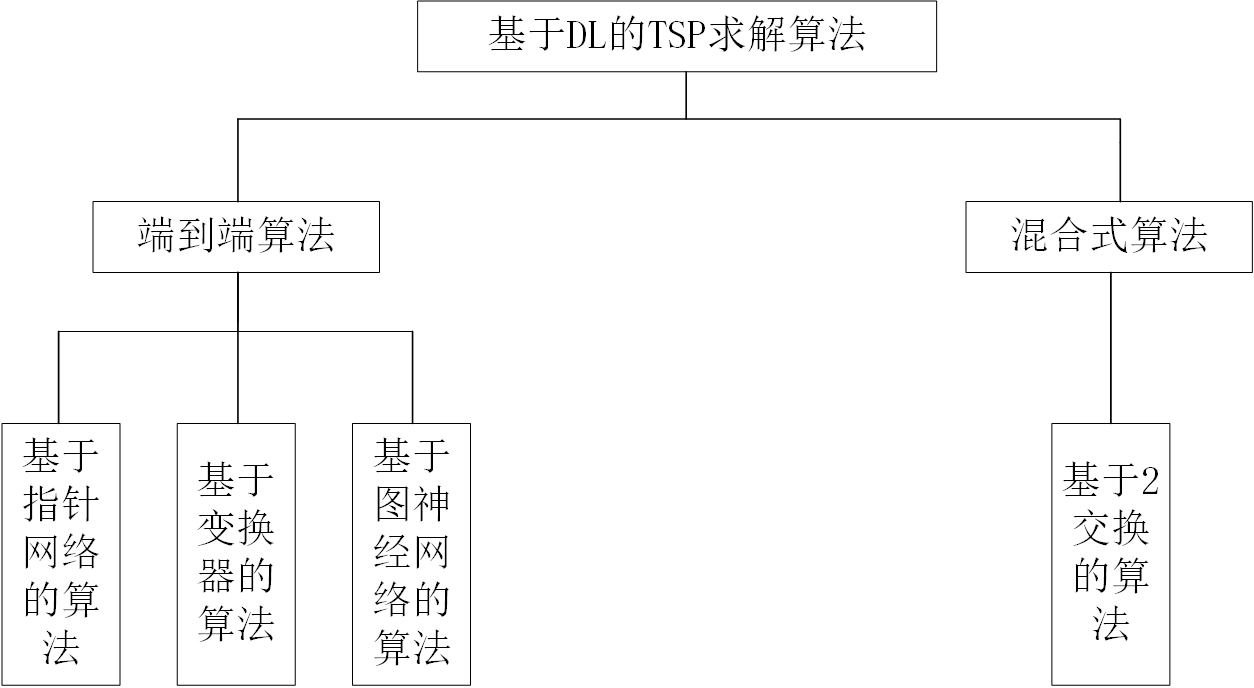 基于DL的TSP求解算法
端到端算法
混合式算法
基于
指针
网络
的算
法
基于
变换
器的
算法
基于
图神
经网
络的
算法
基于2
交换
的算
法